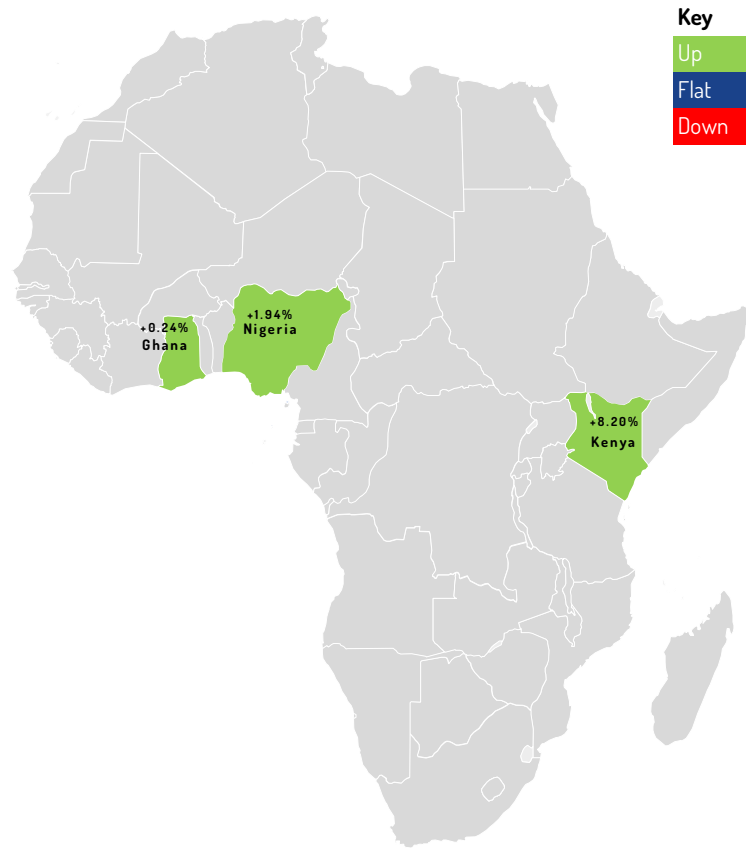 Key
Up
Flat
Down
+1.94%
Nigeria
+0.24%
Ghana
+8.20%
Kenya